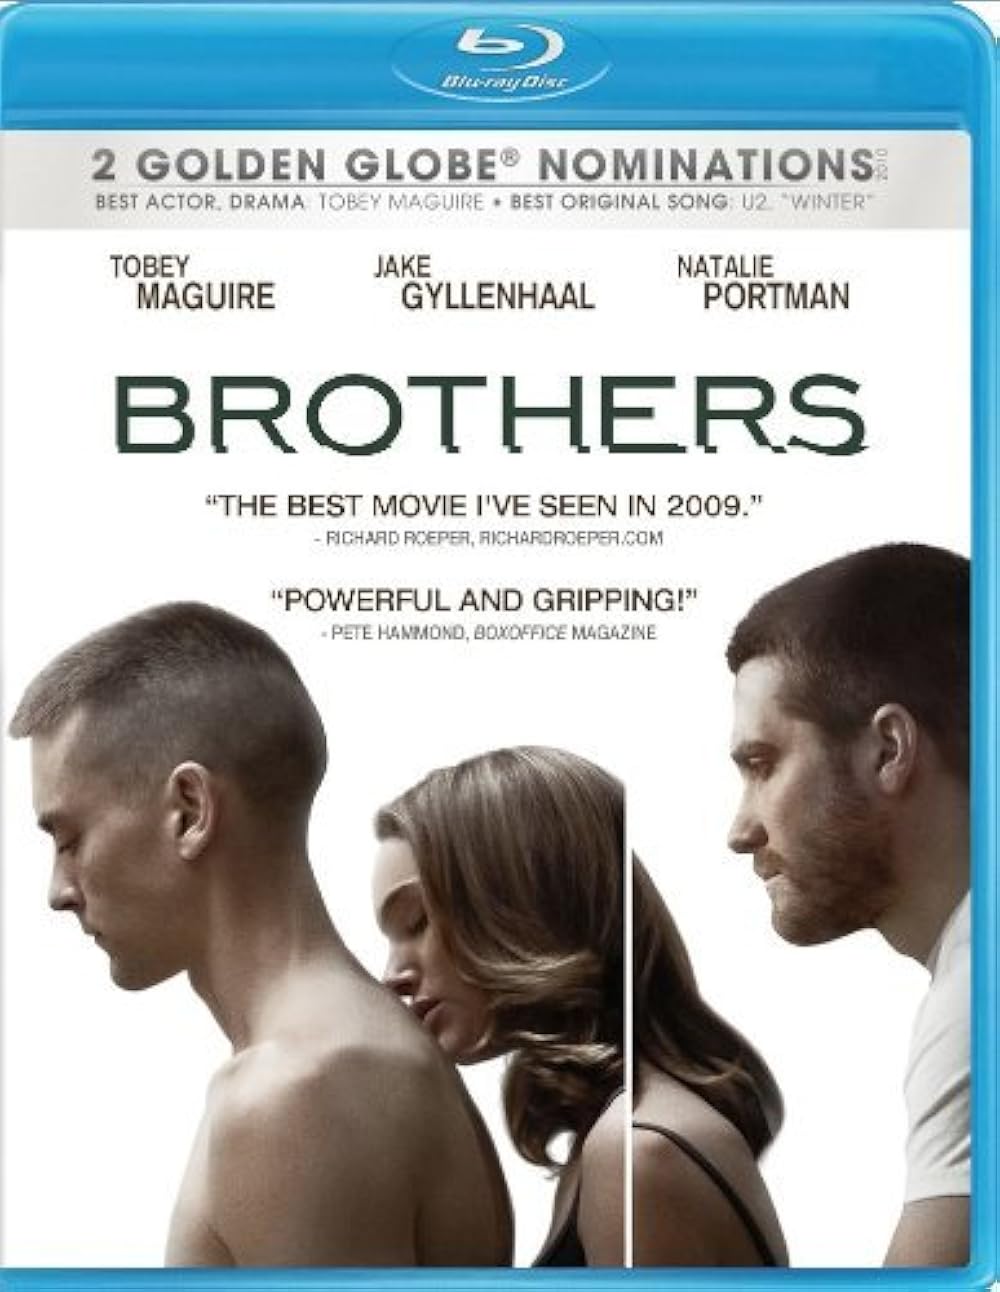 Blu-ray Disc
2 GOLDEN GLOBE® NOMINATIONS 2010
BEST ACTOR, DRAMA: TOBEY MAGUIRE • BEST ORIGINAL SONG: U2, "WINTER"
TOBEY MAGUIRE
JAKE GYLLENHAAL
NATALIE PORTMAN
BROTHERS
"THE BEST MOVIE I'VE SEEN IN 2009."
- RICHARD ROEPER, RICHARDROEPER.COM
"POWERFUL AND GRIPPING!"
- PETE HAMMOND, BOXOFFICE MAGAZINE